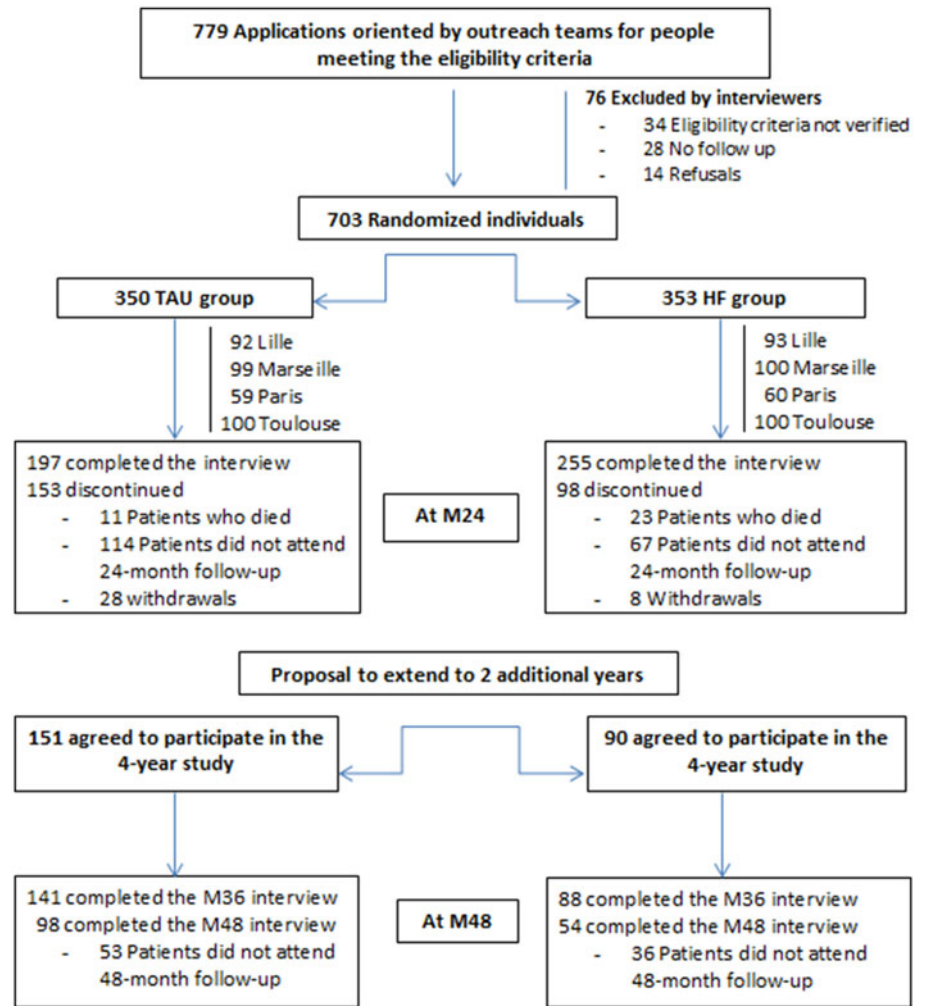 779 Applications oriented by outreach teams for people
meeting the eligibility criteria
76 Excluded by interviewers
- 34 Eligibility criteria not verified
- 28 No follow up
- 14 Refusals
703 Randomized individuals
350 TAU group
353 HF group
92 Lille
99 Marseille
59 Paris
100 Toulouse
93 Lille
100 Marseille
60 Paris
100 Toulouse
197 completed the interview
153 discontinued
- 11 Patients who died
- 114 Patients did not attend
24-month follow-up
- 28 withdrawals
At M24
255 completed the interview
98 discontinued
- 23 Patients who died
- 67 Patients did not attend
24-month follow-up
- 8 Withdrawals
Proposal to extend to 2 additional years
151 agreed to participate in the
4-year study
90 agreed to participate in the
4-year study
141 completed the M36 interview
98 completed the M48 interview
- 53 Patients did not attend
48-month follow-up
At M48
88 completed the M36 interview
54 completed the M48 interview
- 36 Patients did not attend
48-month follow-up